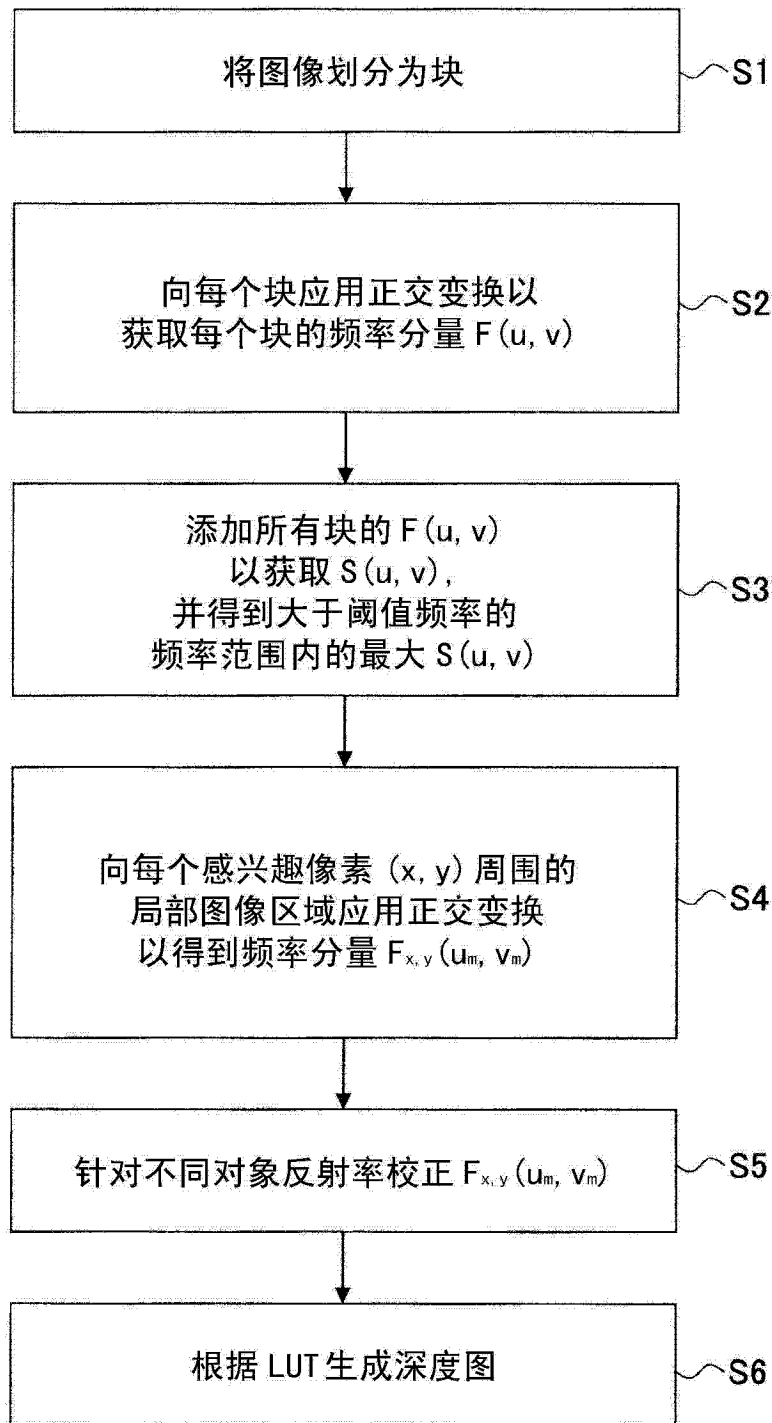 将图像划分为块
S1
向每个块应用正交变换以
获取每个块的频率分量 F(u, v)
S2
添加所有块的 F(u, v)
以获取 S(u, v),
并得到大于阈值频率的
频率范围内的最大 S(u, v)
S3
向每个感兴趣像素 (x, y) 周围的
局部图像区域应用正交变换
以得到频率分量 Fx,y(um, vm)
S4
针对不同对象反射率校正 Fx,y(um, vm)
S5
根据 LUT 生成深度图
S6